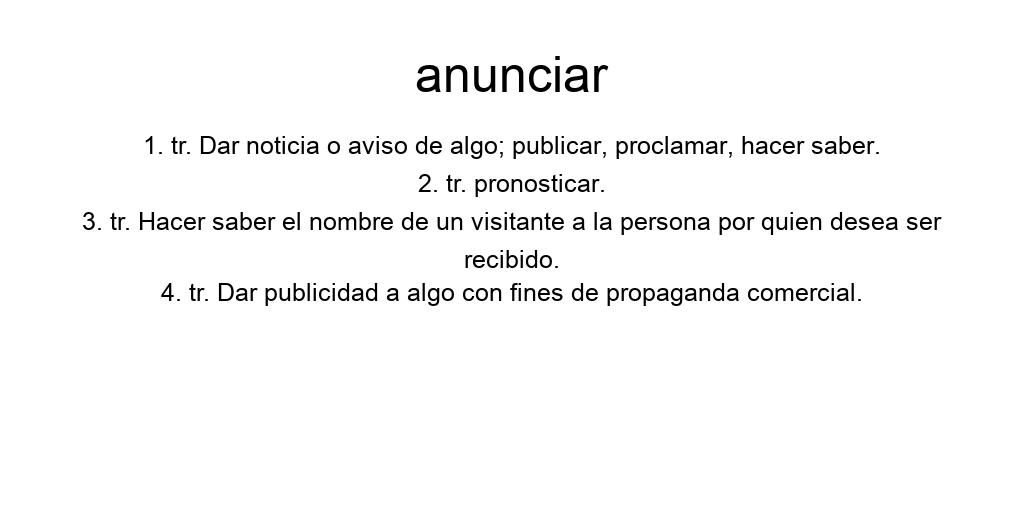 anunciar
1. tr. Dar noticia o aviso de algo; publicar, proclamar, hacer saber.
2. tr. pronosticar.
3. tr. Hacer saber el nombre de un visitante a la persona por quien desea ser
recibido.
4. tr. Dar publicidad a algo con fines de propaganda comercial.